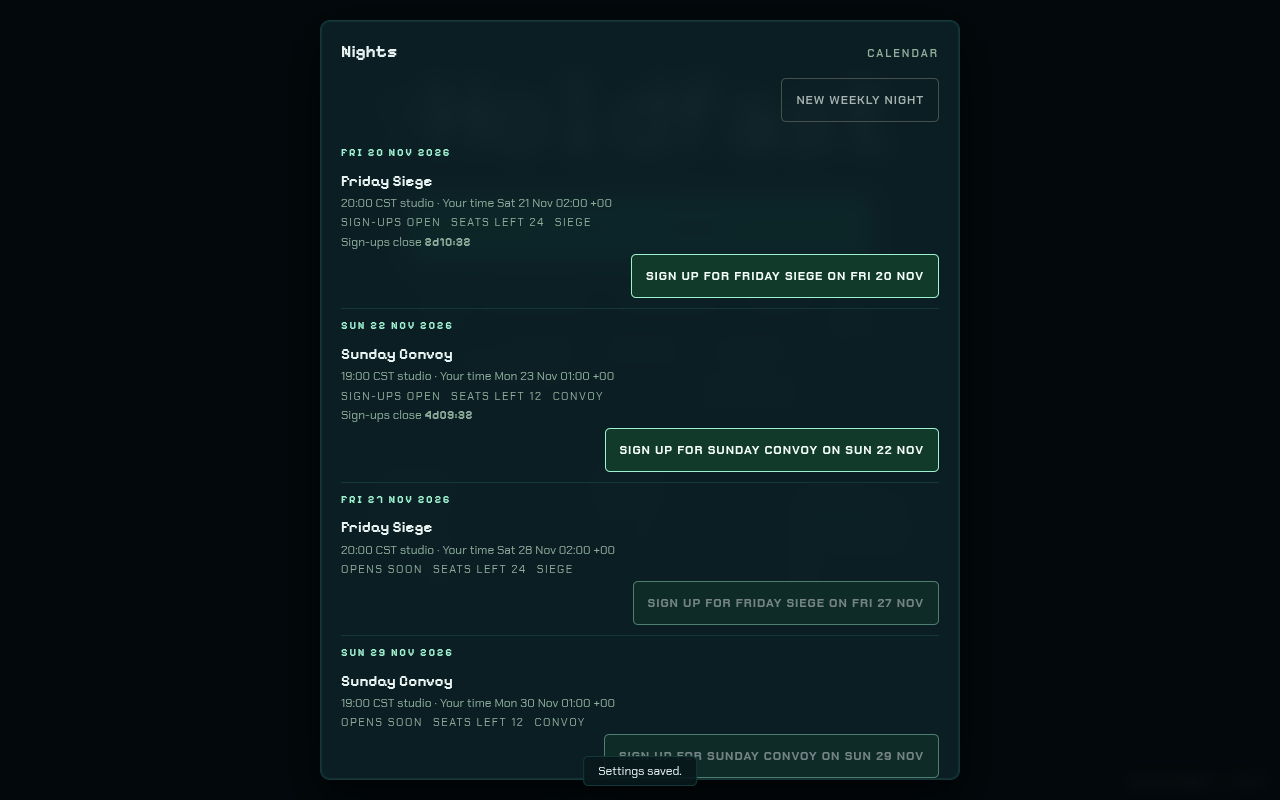 Nights
CALENDAR
NEW WEEKLY NIGHT
FRI 20 NOV 2026
Friday Siege
20:00 CST studio · Your time Sat 21 Nov 02:00 +00
SIGN-UPS OPEN SEATS LEFT 24 SIEGE
Sign-ups close 2d10:32
SIGN UP FOR FRIDAY SIEGE ON FRI 20 NOV
SUN 22 NOV 2026
Sunday Convoy
19:00 CST studio · Your time Mon 23 Nov 01:00 +00
SIGN-UPS OPEN SEATS LEFT 12 CONVOY
Sign-ups close 4d09:32
SIGN UP FOR SUNDAY CONVOY ON SUN 22 NOV
FRI 27 NOV 2026
Friday Siege
20:00 CST studio · Your time Sat 28 Nov 02:00 +00
OPENS SOON SEATS LEFT 24 SIEGE
SIGN UP FOR FRIDAY SIEGE ON FRI 27 NOV
SUN 29 NOV 2026
Sunday Convoy
19:00 CST studio · Your time Mon 30 Nov 01:00 +00
OPENS SOON SEATS LEFT 12 CONVOY
SIGN UP FOR SUNDAY CONVOY ON SUN 29 NOV
Settings saved.